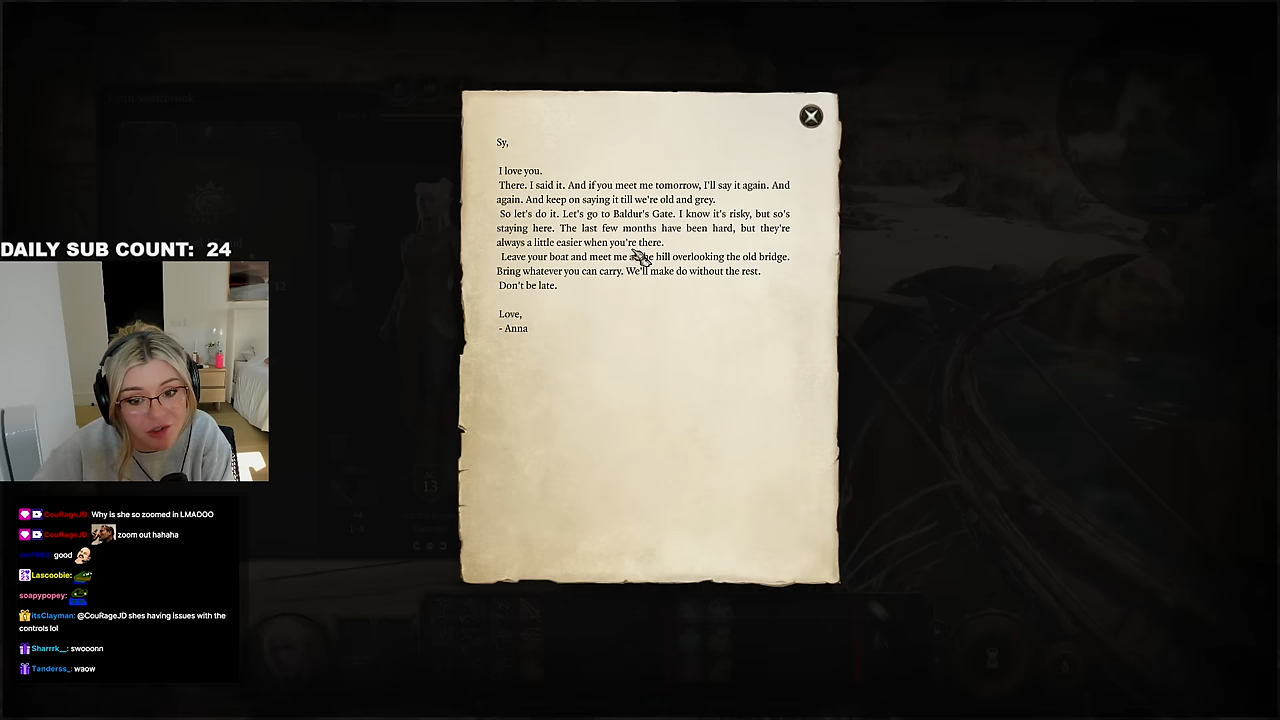 Sy,
I love you.
There. I said it. And if you meet me tomorrow, I'll say it again. And
again. And keep on saying it till we're old and grey.
So let's do it. Let's go to Baldur's Gate. I know it's risky, but so's
staying here. The last few months have been hard, but they're
always a little easier when you're there.
Leave your boat and meet me hill overlooking the old bridge.
Bring whatever you can carry. We'll make do without the rest.
Don't be late.
Love,
- Anna
DAILY SUB COUNT: 24
13
CouRageJD Why is she so zoomed in LMAOOO
CouRageJD zoom out hahaha
good
Lascoobie:
soapypopey:
itsClayman: @CouRageJD shes having issues with the
controls lol
Sharrrk__: swooonn
Tanderss_: waow